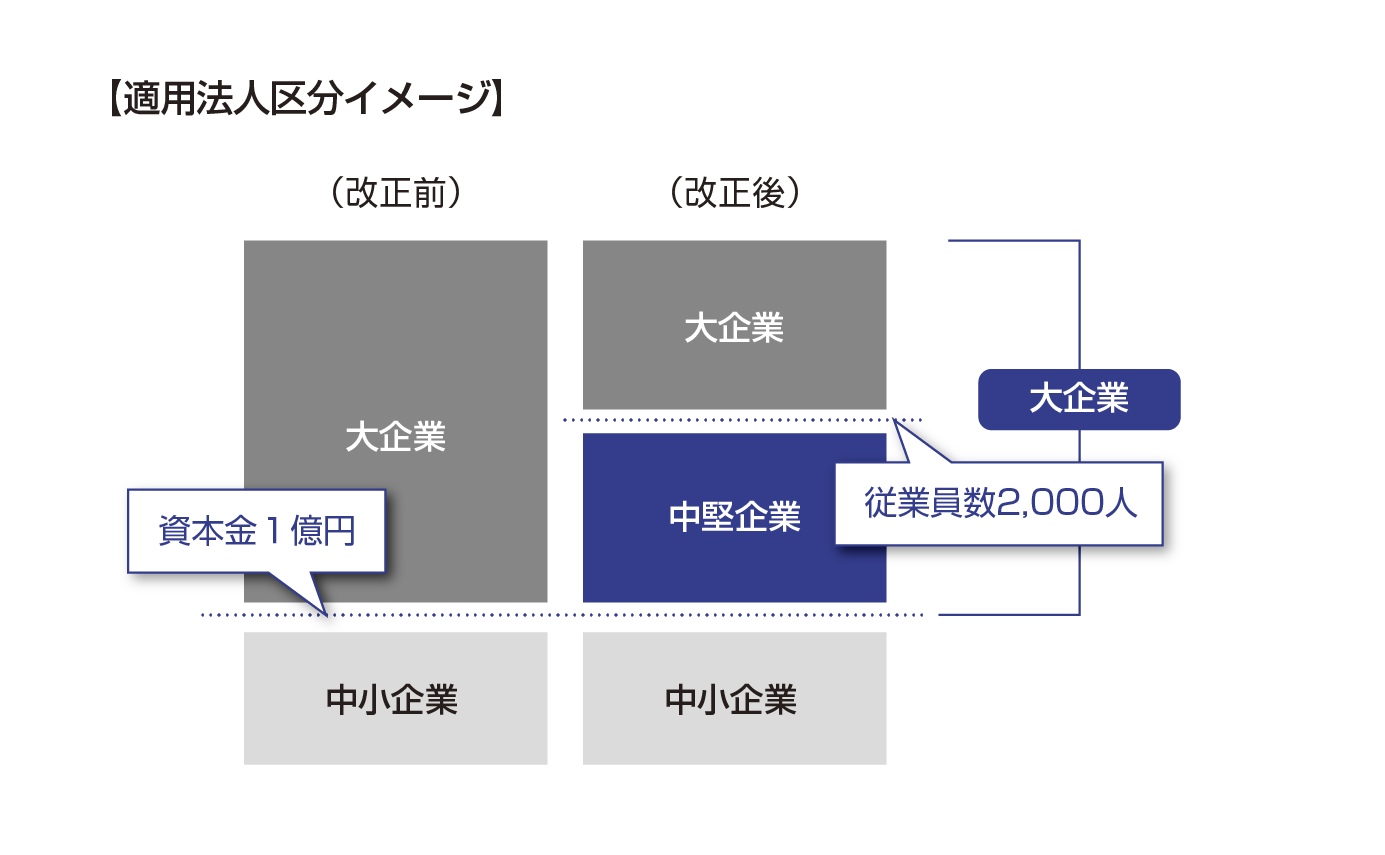 【適用法人区分イメージ】
（改正前）
（改正後）
大企業
大企業
大企業
中堅企業
従業員数2,000人
資本金１億円
中小企業
中小企業